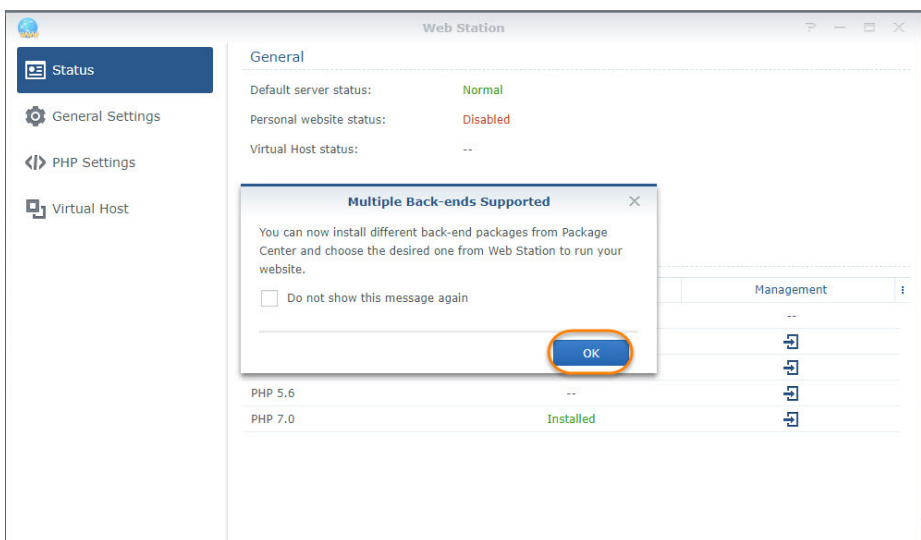 Web Station
Status
General Settings
PHP Settings
Virtual Host
General
Default server status: Normal
Personal website status: Disabled
Virtual Host status: --
Multiple Back-ends Supported
You can now install different back-end packages from Package
Center and choose the desired one from Web Station to run your
website.
Do not show this message again
OK
Management
--
PHP 5.6 --
PHP 7.0 Installed